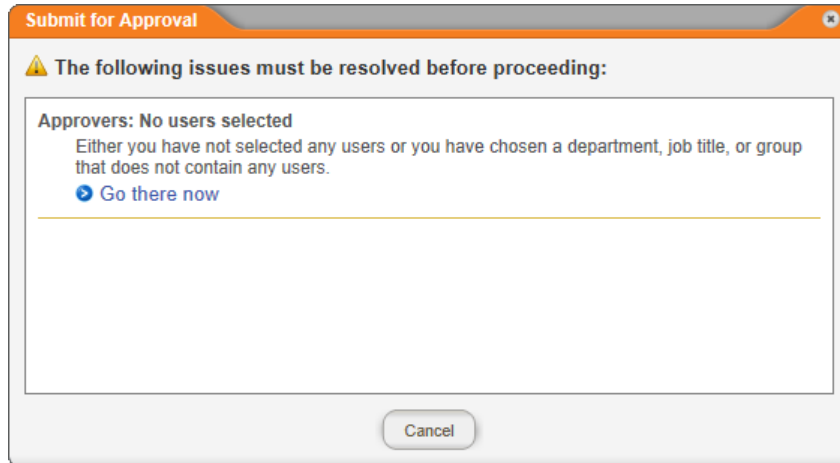 Submit for Approval
The following issues must be resolved before proceeding:
Approvers: No users selected
Either you have not selected any users or you have chosen a department, job title, or group
that does not contain any users.
Go there now
Cancel